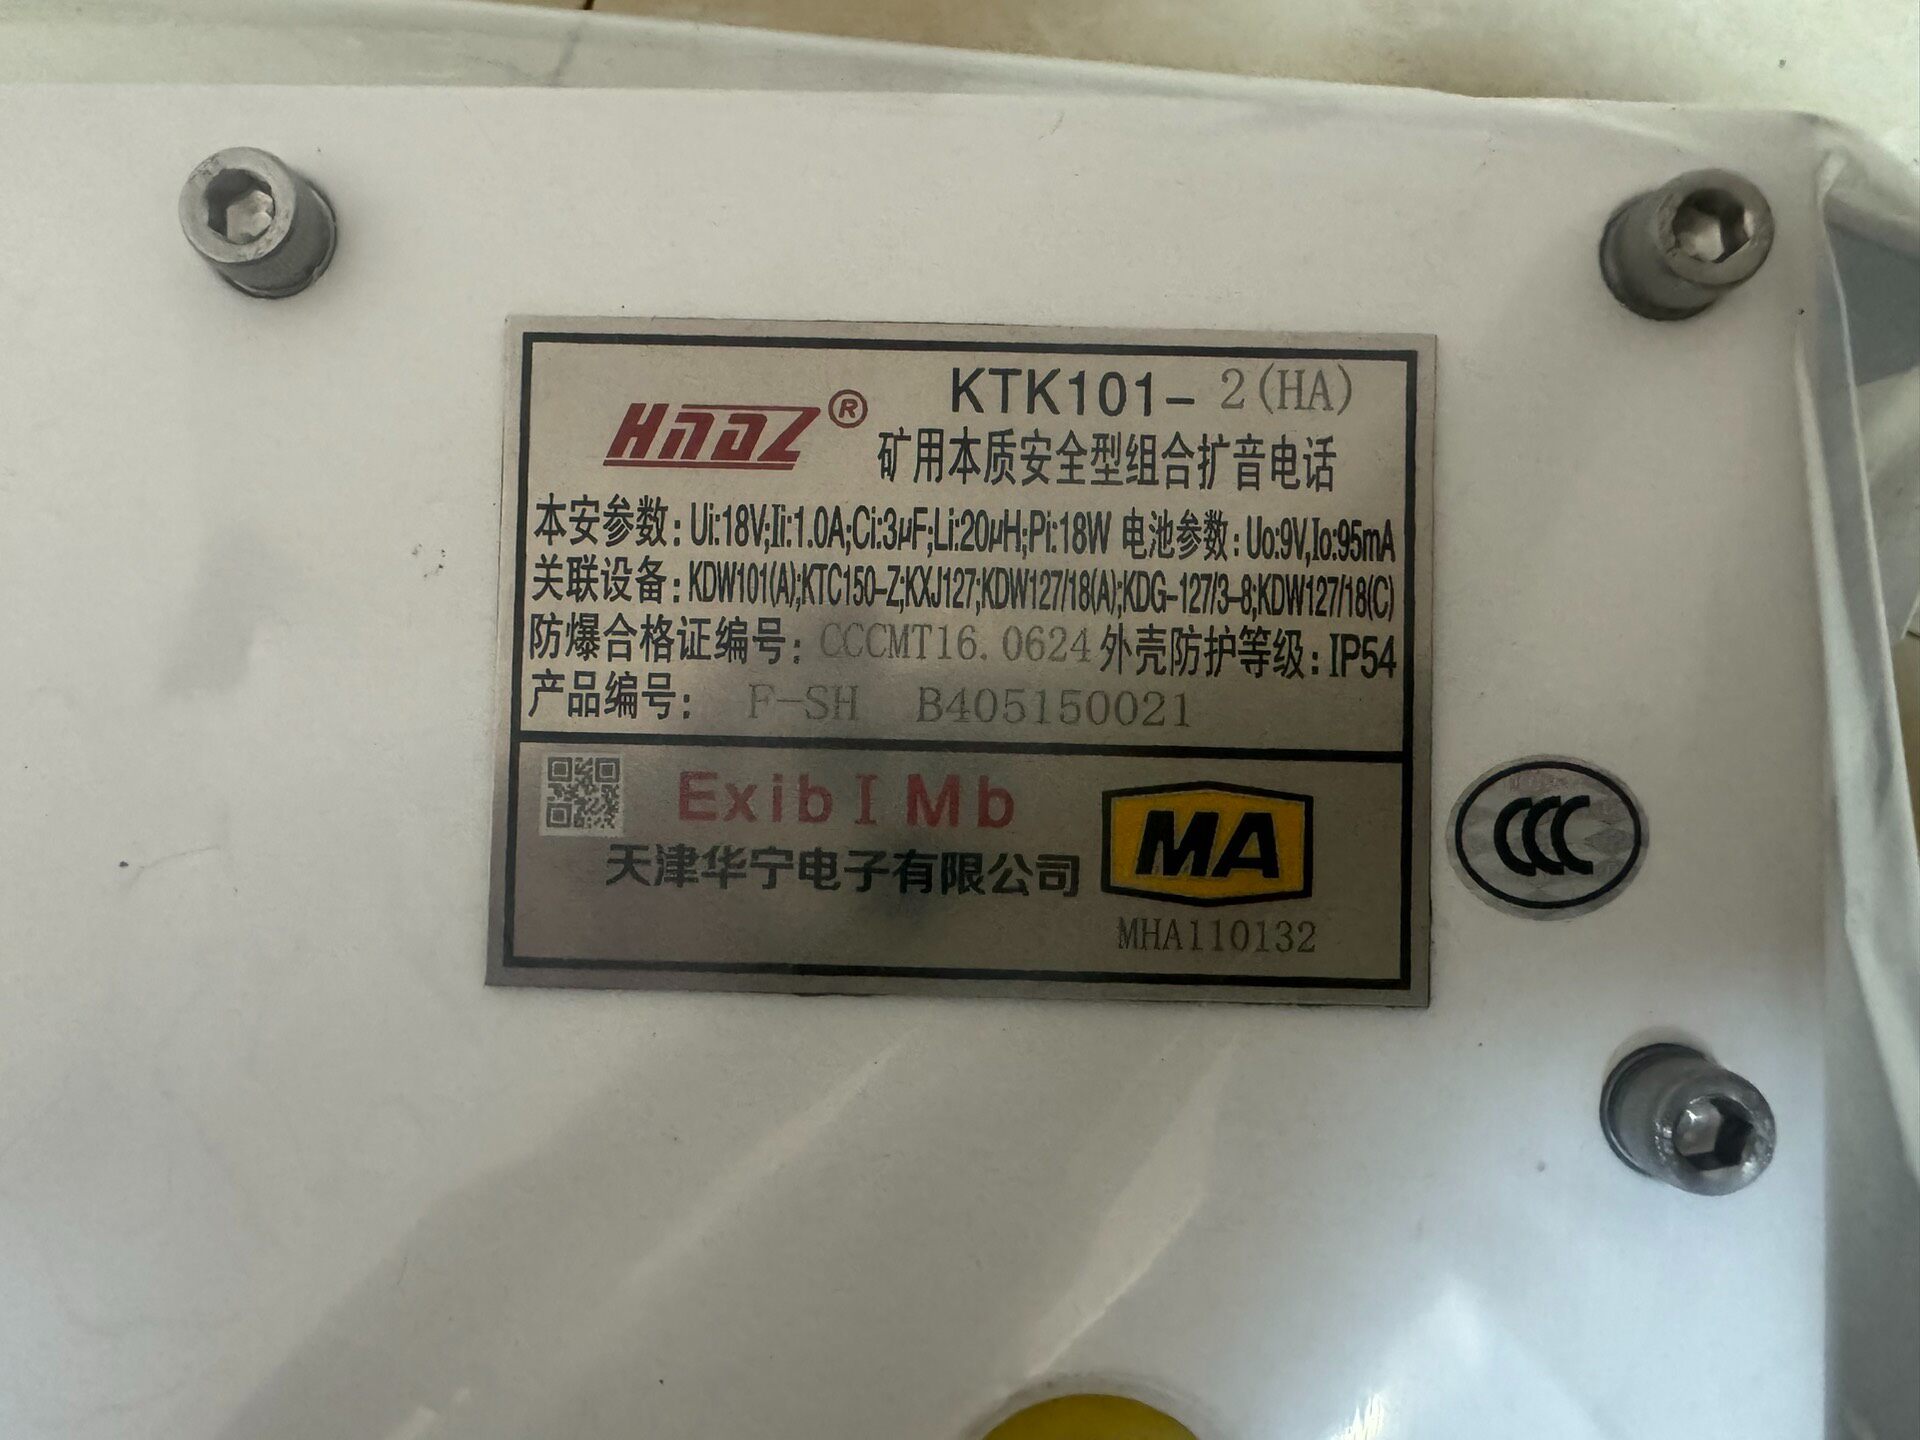 HNDZ®
KTK101-2(HA)
矿用本质安全型组合扩音电话
本安参数:Ui:18V;Ii:1.0A;Ci:3μF;Li:20μH;Pi:18W 电池参数:Uo:9V,Io:95mA
关联设备:KDW101(A);KTC150-Z;KXJ127;KDW127/18(A);KDG-127/3-8;KDW127/18(C)
防爆合格证编号:CCCMT16.0624 外壳防护等级:IP54
产品编号: F-SH B405150021
ExibⅠMb
天津华宁电子有限公司
MA
MHA110132
CCC